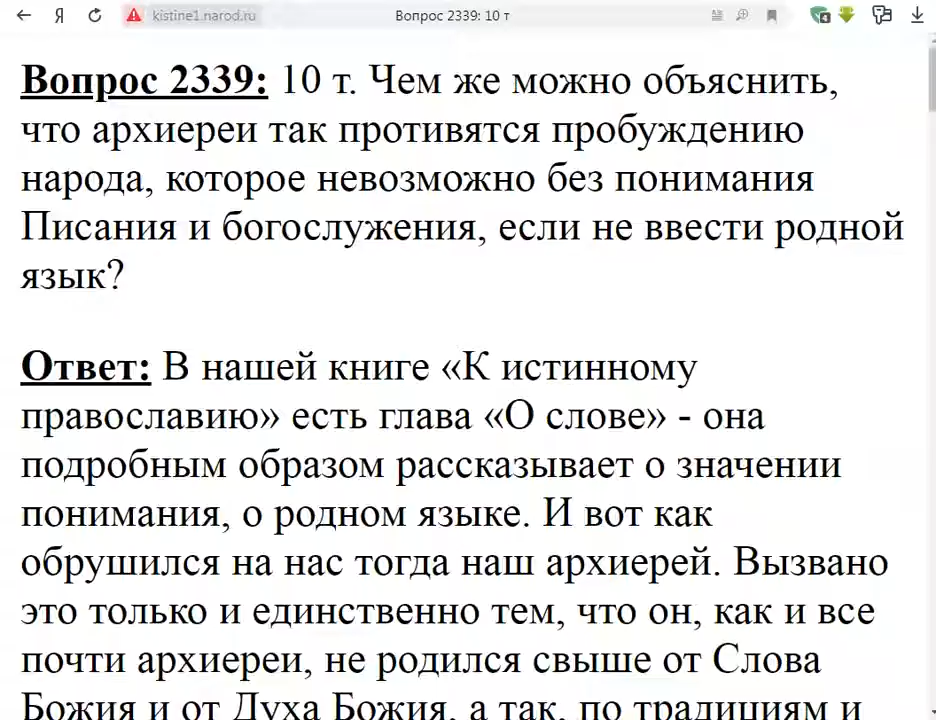 Я kistine1.narod.ru Вопрос 2339: 10 т 4
Вопрос 2339: 10 т. Чем же можно объяснить,
что архиереи так противятся пробуждению
народа, которое невозможно без понимания
Писания и богослужения, если не ввести родной
язык?
Ответ: В нашей книге «К истинному
православию» есть глава «О слове» - она
подробным образом рассказывает о значении
понимания, о родном языке. И вот как
обрушился на нас тогда наш архиерей. Вызвано
это только и единственно тем, что он, как и все
почти архиереи, не родился свыше от Слова
Божия и от Духа Божия, а так, по традициям и